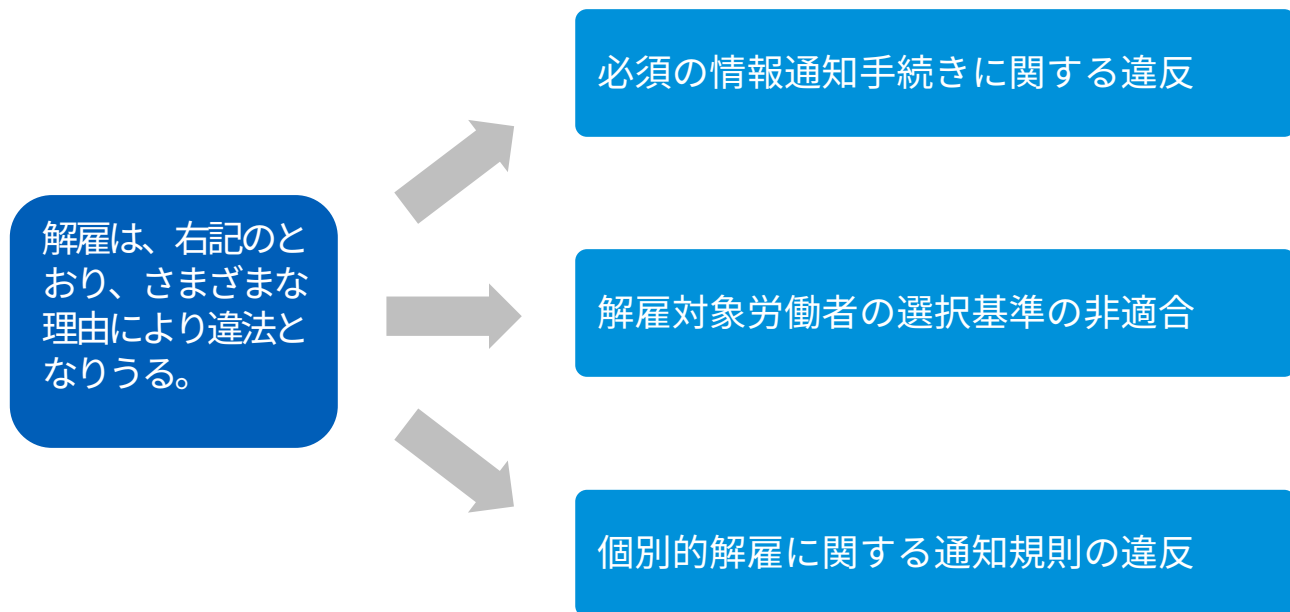 必須の情報通知手続きに関する違反
解雇は、右記のと
おり、さまざまな
理由により違法と
なりうる。
解雇対象労働者の選択基準の非適合
個別的解雇に関する通知規則の違反